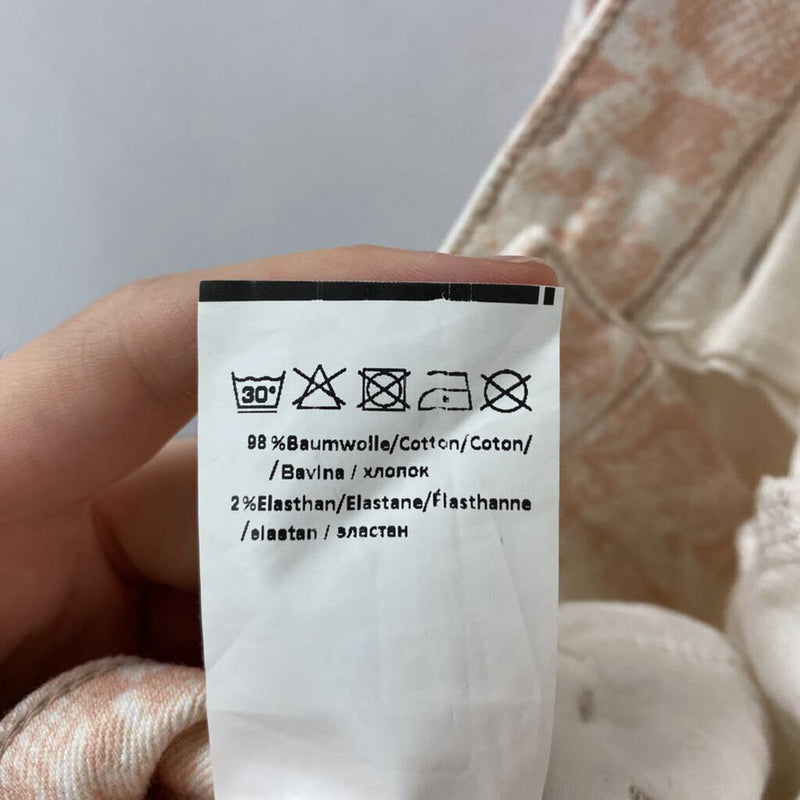 30°
98%Baumwolle/Cotton/Coton/
/Bavlna / хлопок
2%Elasthan/Elastane/Élasthanne
/elastan / эластан